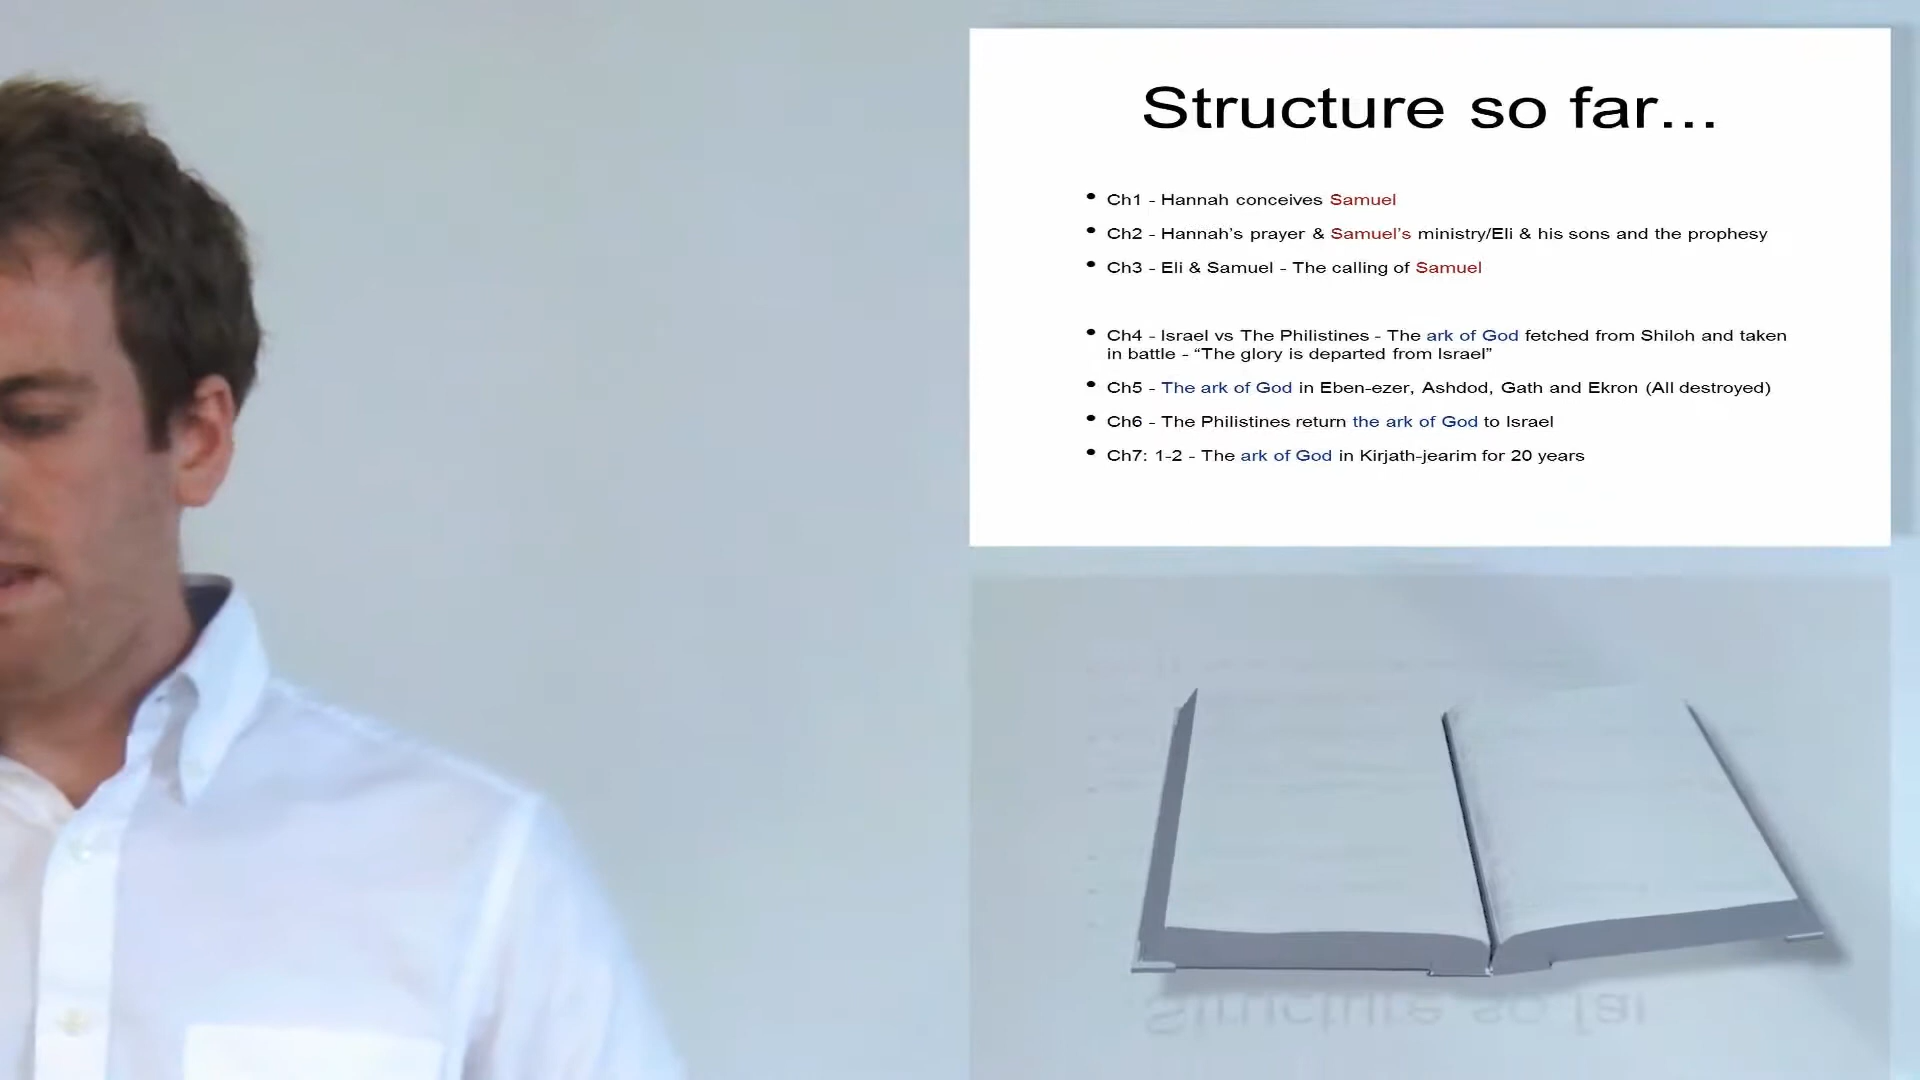 Structure so far...
• Ch1 - Hannah conceives Samuel
• Ch2 - Hannah's prayer & Samuel's ministry/Eli & his sons and the prophesy
• Ch3 - Eli & Samuel - The calling of Samuel
• Ch4 - Israel vs The Philistines - The ark of God fetched from Shiloh and taken
in battle - “The glory is departed from Israel”
• Ch5 - The ark of God in Eben-ezer, Ashdod, Gath and Ekron (All destroyed)
• Ch6 - The Philistines return the ark of God to Israel
• Ch7: 1-2 - The ark of God in Kirjath-jearim for 20 years
Structure so far